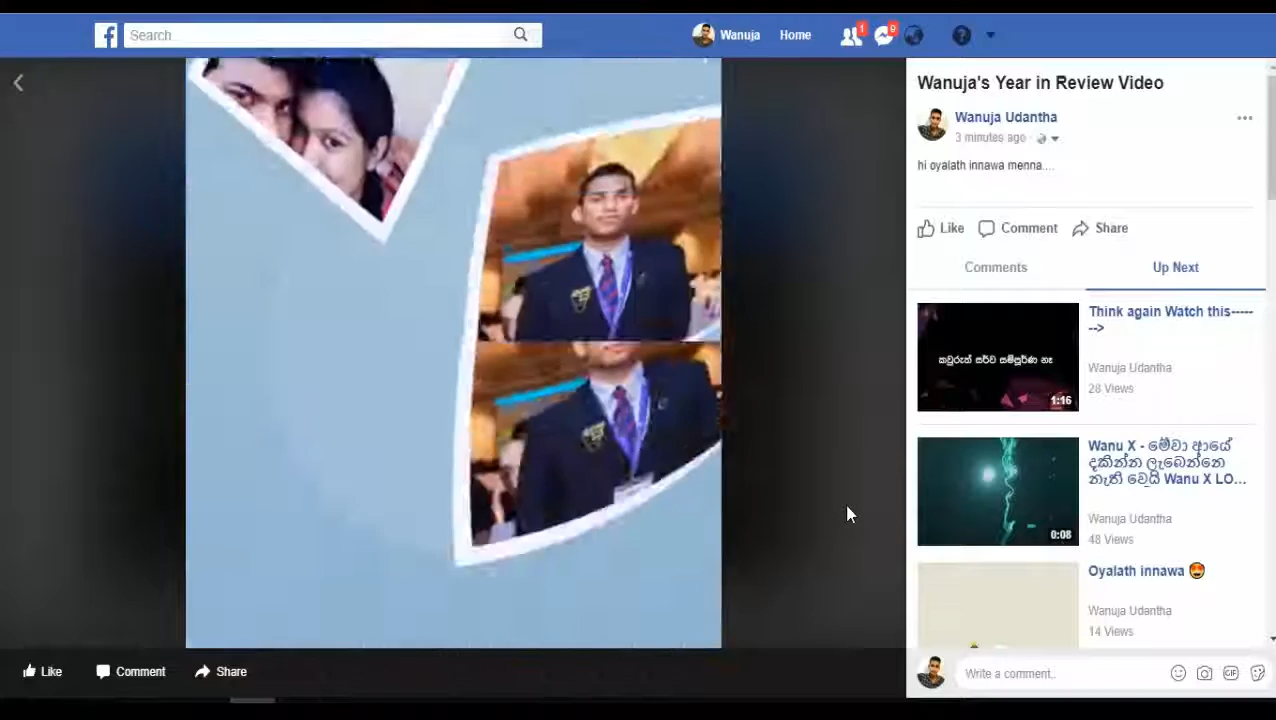 Search
Wanuja
Home
1
9
Wanuja's Year in Review Video
Wanuja Udantha
3 minutes ago
hi oyalath innawa menna....
Like
Comment
Share
Comments
Up Next
Think again Watch this------
-->
Wanuja Udantha
28 Views
කවුරුත් සර්ව සම්පූර්ණ නෑ
1:16
Wanu X - මේවා ආයේ
දකින්න ලැබෙන්නෙ
නැති වෙයි Wanu X LO...
Wanuja Udantha
48 Views
0:08
Oyalath innawa 😍
Wanuja Udantha
14 Views
Like
Comment
Share
Write a comment..
GIF